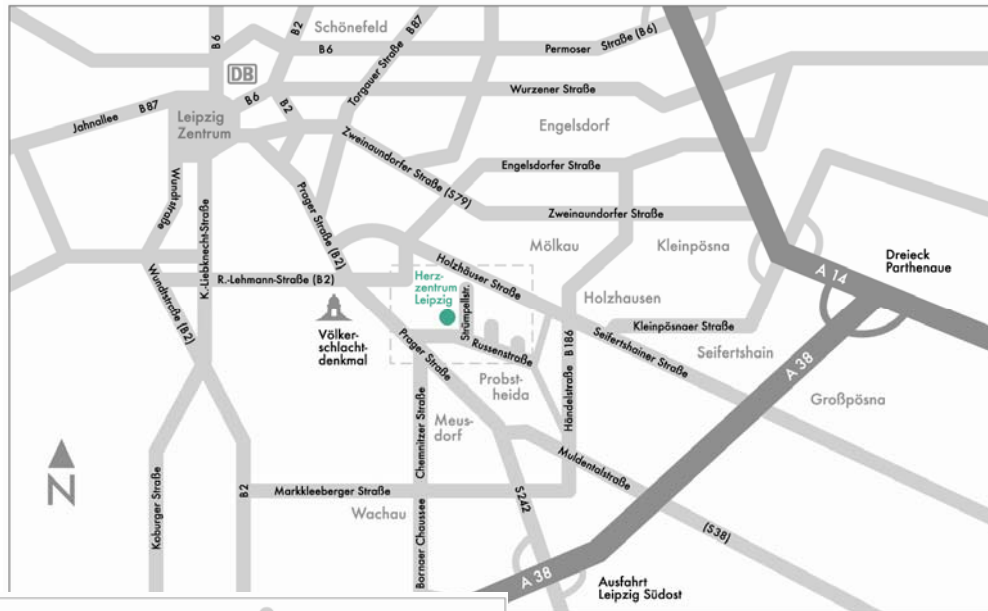 B6
B2
Schönefeld
B87
B6
Permoser Straße (B6)
Torgauer Straße
DB
B6
B2
Wurzener Straße
Jahnallee
B87
Leipzig
Zentrum
Engelsdorf
Zweinaundorfer Straße (S79)
Engelsdorfer Straße
Wundtstraße
K.-Liebknecht-Straße
Prager Straße (B2)
Zweinaundorfer Straße
Mölkau
Kleinpösna
Dreieck
Parthenaue
A 14
Holzhäuser Straße
Wundtstraße (B2)
R.-Lehmann-Straße (B2)
Herz-
zentrum
Leipzig
Strümpellstr.
Holzhausen
Völker-
schlacht-
denkmal
Prager Straße
Russenstraße
Kleinpösnaer Straße
Seifertshainer Straße
Seifertshain
A 38
B186
Händelstraße
Probst-
heida
Großpösna
Meus-
dorf
Chemnitzer Straße
Muldentalstraße
N
Koburger Straße
B2
Markkleeberger Straße
S242
Wachau
Bornaer Chaussee
(S38)
A 38
Ausfahrt
Leipzig Südost